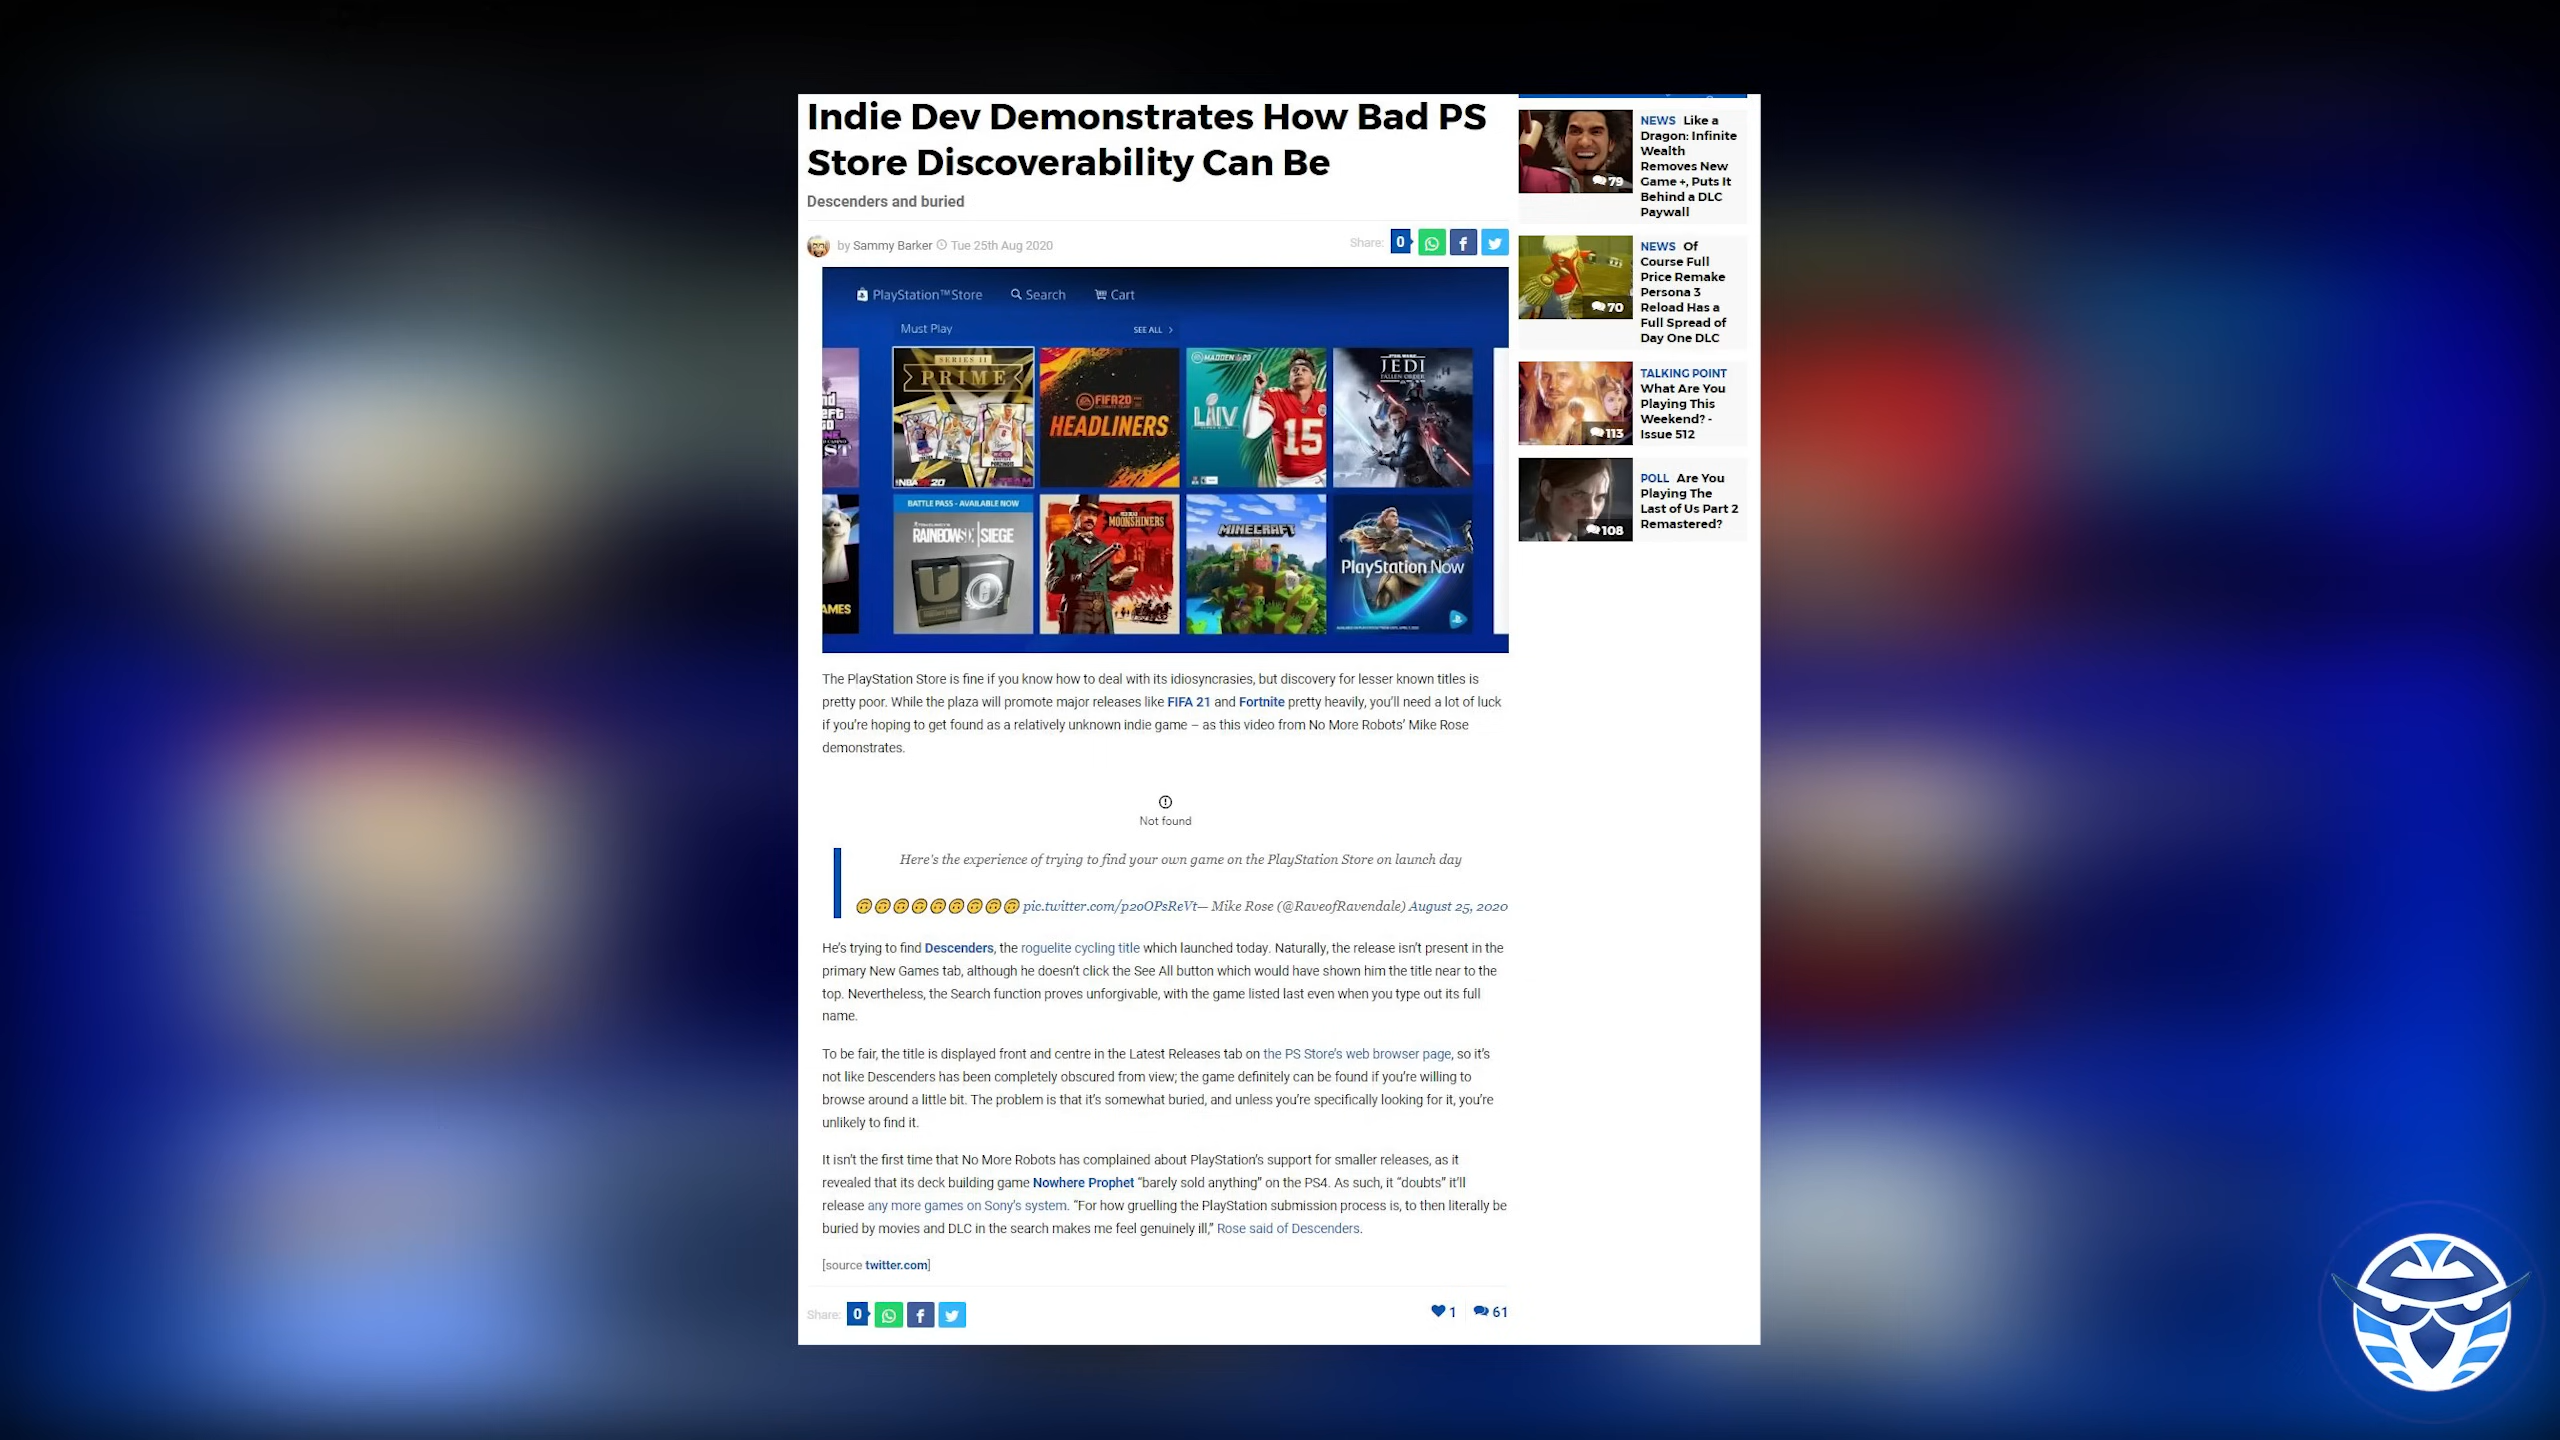 Indie Dev Demonstrates How Bad PS
Store Discoverability Can Be
Descenders and buried
by Sammy Barker Tue 25th Aug 2020
Share: 0
PlayStation™Store Search Cart
Must Play
SEE ALL >
SERIES II
PRIME
NBA 2K20
FIFA20
HEADLINERS
MADDEN 20
LIV
15
STAR WARS
JEDI
FALLEN ORDER
BATTLE PASS - AVAILABLE NOW
RAINBOW SIX | SIEGE
MOONSHINERS
MINECRAFT
PlayStation Now
AMES
The PlayStation Store is fine if you know how to deal with its idiosyncrasies, but discovery for lesser known titles is
pretty poor. While the plaza will promote major releases like FIFA 21 and Fortnite pretty heavily, you'll need a lot of luck
if you're hoping to get found as a relatively unknown indie game – as this video from No More Robots' Mike Rose
demonstrates.
Not found
Here's the experience of trying to find your own game on the PlayStation Store on launch day
🙃🙃🙃🙃🙃🙃🙃🙃🙃 pic.twitter.com/p2oOPsReVt— Mike Rose (@RaveofRavendale) August 25, 2020
He's trying to find Descenders, the roguelite cycling title which launched today. Naturally, the release isn't present in the
primary New Games tab, although he doesn't click the See All button which would have shown him the title near to the
top. Nevertheless, the Search function proves unforgivable, with the game listed last even when you type out its full
name.
To be fair, the title is displayed front and centre in the Latest Releases tab on the PS Store's web browser page, so it's
not like Descenders has been completely obscured from view; the game definitely can be found if you're willing to
browse around a little bit. The problem is that it's somewhat buried, and unless you're specifically looking for it, you're
unlikely to find it.
It isn't the first time that No More Robots has complained about PlayStation's support for smaller releases, as it
revealed that its deck building game Nowhere Prophet “barely sold anything” on the PS4. As such, it “doubts” it'll
release any more games on Sony's system. “For how gruelling the PlayStation submission process is, to then literally be
buried by movies and DLC in the search makes me feel genuinely ill,” Rose said of Descenders.
[source twitter.com]
Share: 0
1 61
NEWS Like a
Dragon: Infinite
Wealth
Removes New
Game +, Puts It
Behind a DLC
Paywall
79
NEWS Of
Course Full
Price Remake
Persona 3
Reload Has a
Full Spread of
Day One DLC
70
TALKING POINT
What Are You
Playing This
Weekend? -
Issue 512
113
POLL Are You
Playing The
Last of Us Part 2
Remastered?
108